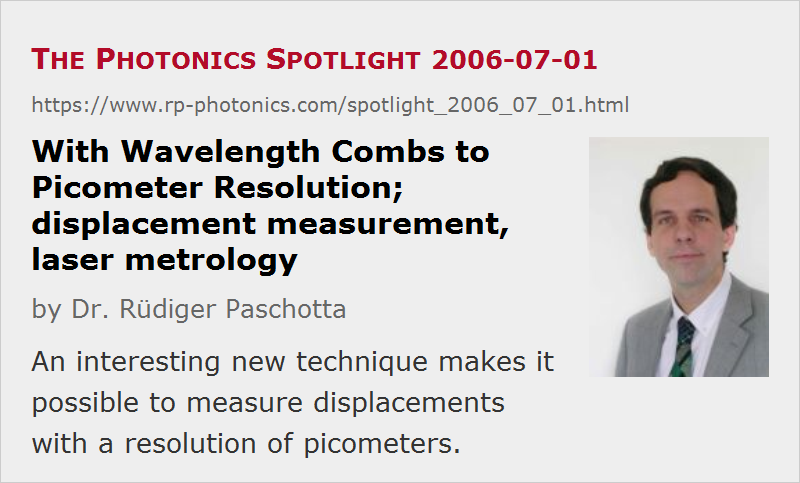 The Photonics Spotlight 2006-07-01
https://www.rp-photonics.com/spotlight_2006_07_01.html
With Wavelength Combs to
Picometer Resolution;
displacement measurement,
laser metrology
by Dr. Rüdiger Paschotta
An interesting new technique makes it
possible to measure displacements
with a resolution of picometers.